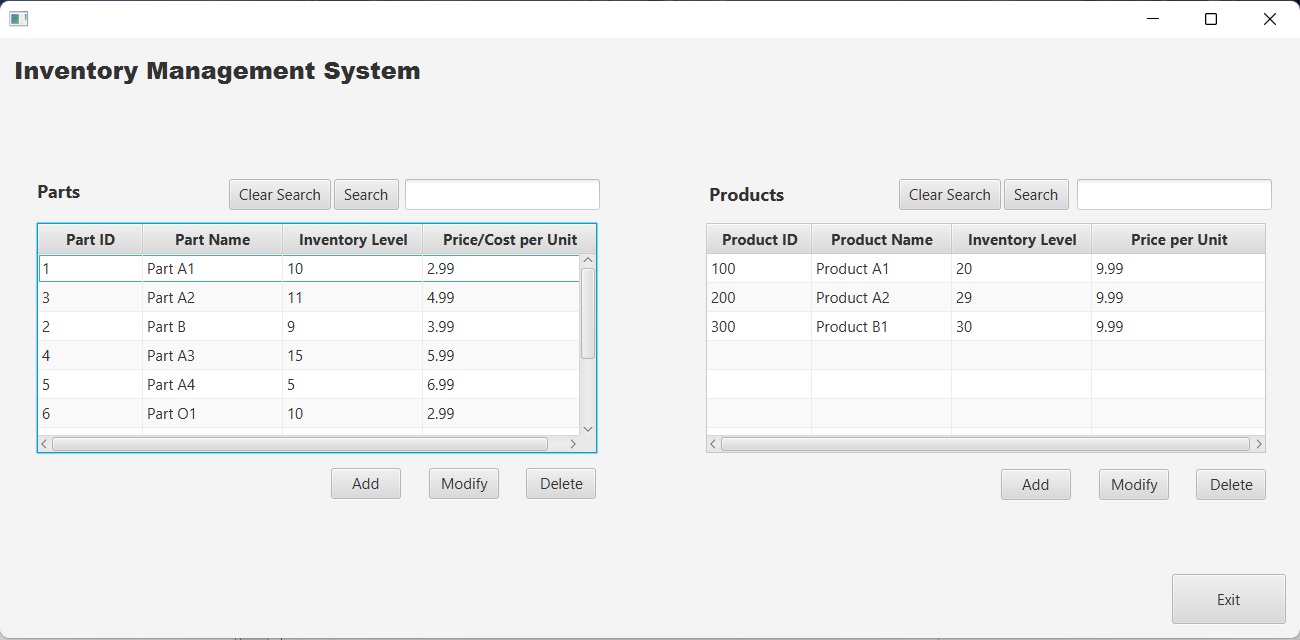 Inventory Management System
Parts
Clear Search Search
Part ID Part Name Inventory Level Price/Cost per Unit
1 Part A1 10 2.99
3 Part A2 11 4.99
2 Part B 9 3.99
4 Part A3 15 5.99
5 Part A4 5 6.99
6 Part O1 10 2.99
Add Modify Delete
Products
Clear Search Search
Product ID Product Name Inventory Level Price per Unit
100 Product A1 20 9.99
200 Product A2 29 9.99
300 Product B1 30 9.99
Add Modify Delete
Exit